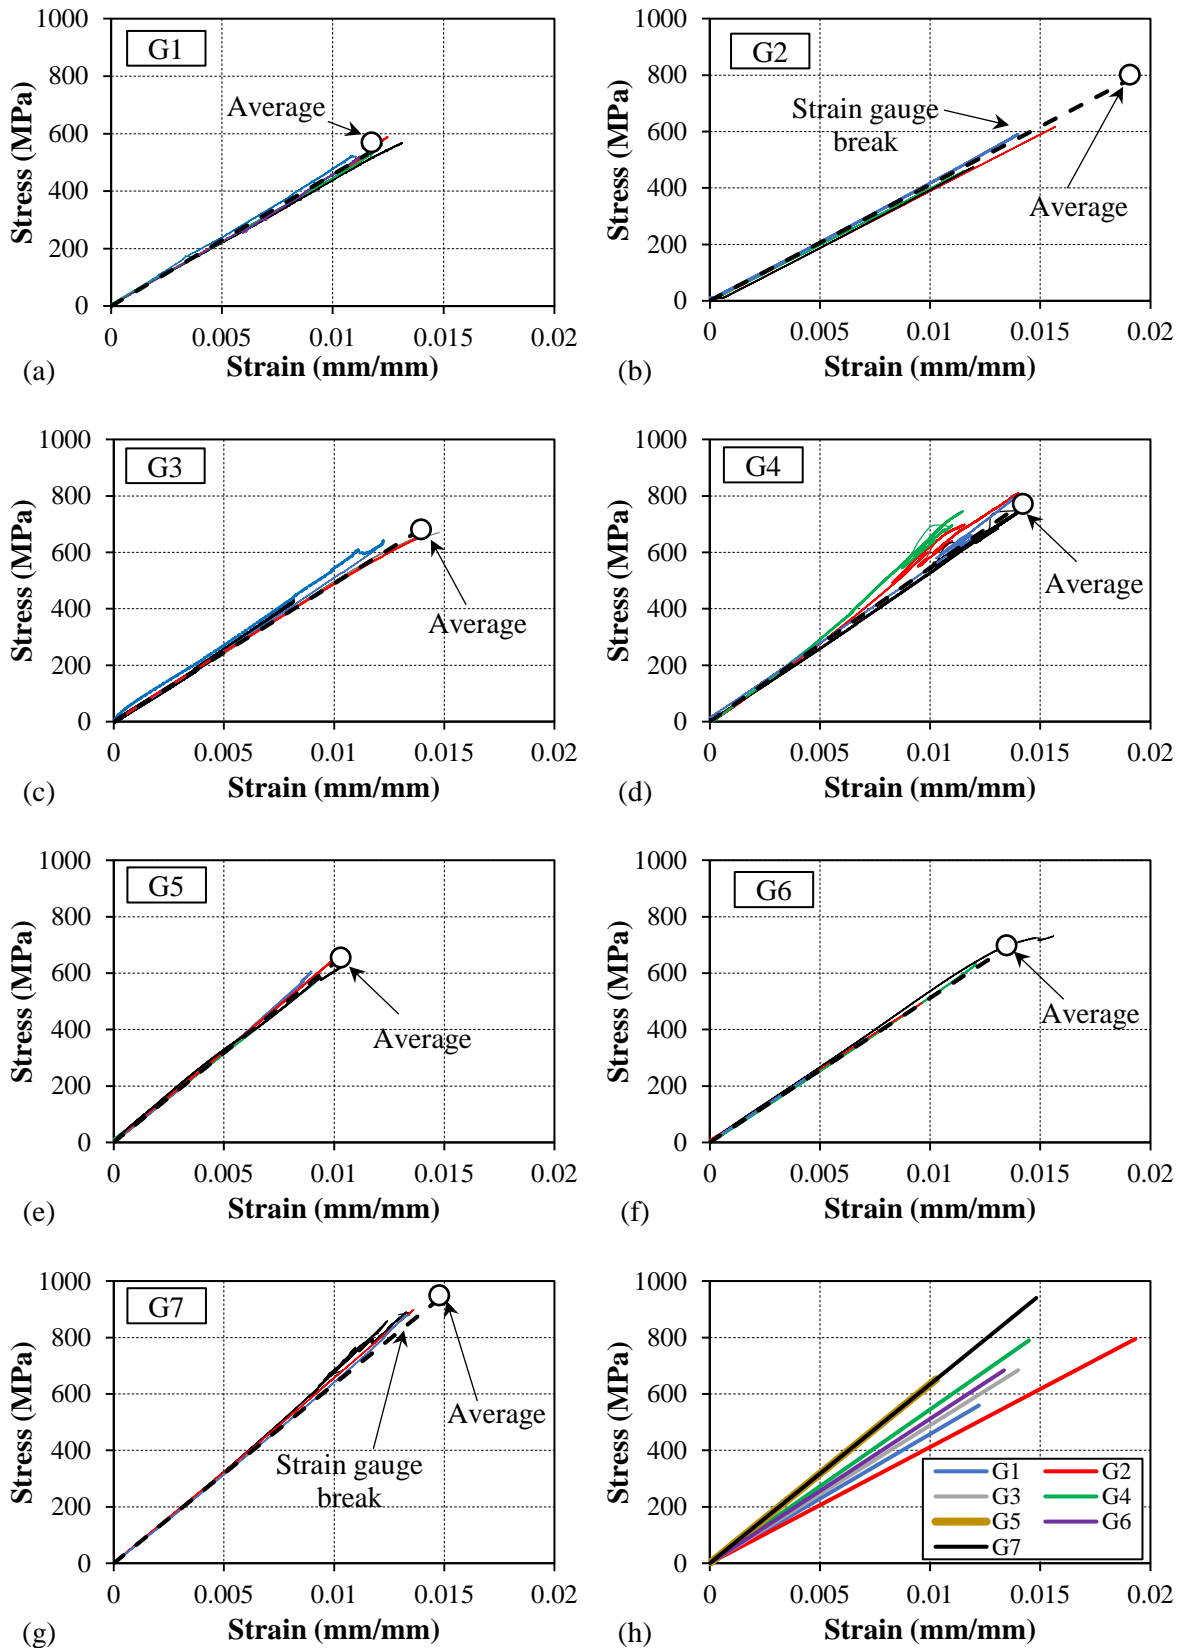 1000
800
600
400
200
0
Stress (MPa)
G1
Average
0 0.005 0.01 0.015 0.02
Strain (mm/mm)
(a)
1000
800
600
400
200
0
Stress (MPa)
G2
Strain gauge
break
Average
0 0.005 0.01 0.015 0.02
Strain (mm/mm)
(b)
1000
800
600
400
200
0
Stress (MPa)
G3
Average
0 0.005 0.01 0.015 0.02
Strain (mm/mm)
(c)
1000
800
600
400
200
0
Stress (MPa)
G4
Average
0 0.005 0.01 0.015 0.02
Strain (mm/mm)
(d)
1000
800
600
400
200
0
Stress (MPa)
G5
Average
0 0.005 0.01 0.015 0.02
Strain (mm/mm)
(e)
1000
800
600
400
200
0
Stress (MPa)
G6
Average
0 0.005 0.01 0.015 0.02
Strain (mm/mm)
(f)
1000
800
600
400
200
0
Stress (MPa)
G7
Average
Strain gauge
break
0 0.005 0.01 0.015 0.02
Strain (mm/mm)
(g)
1000
800
600
400
200
0
Stress (MPa)
G1 G2
G3 G4
G5 G6
G7
0 0.005 0.01 0.015 0.02
Strain (mm/mm)
(h)